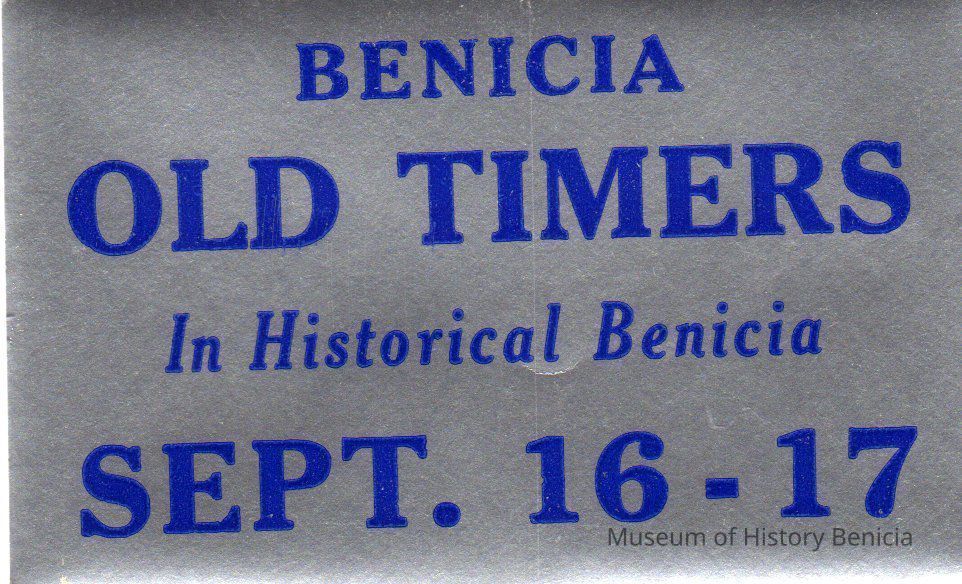 BENICIA
OLD TIMERS
In Historical Benicia
SEPT. 16 - 17
Museum of History Benicia